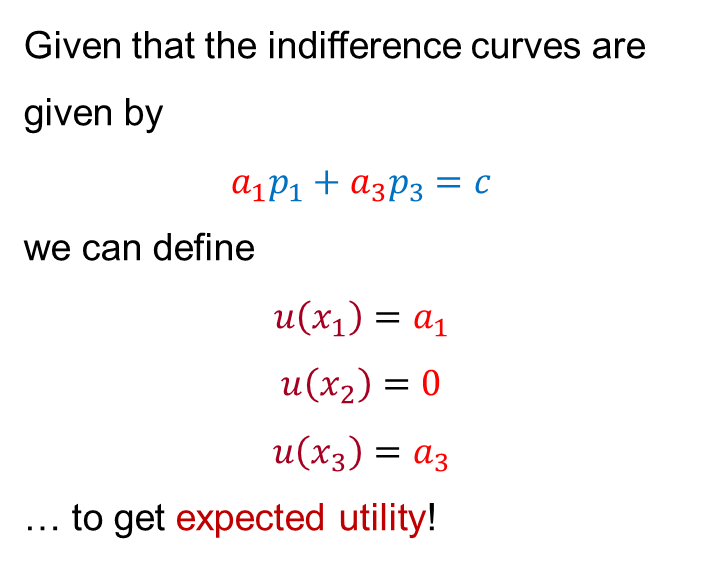 Given that the indifference curves are
given by
a₁p₁ + a₃p₃ = c
we can define
u(x₁) = a₁
u(x₂) = 0
u(x₃) = a₃
… to get expected utility!